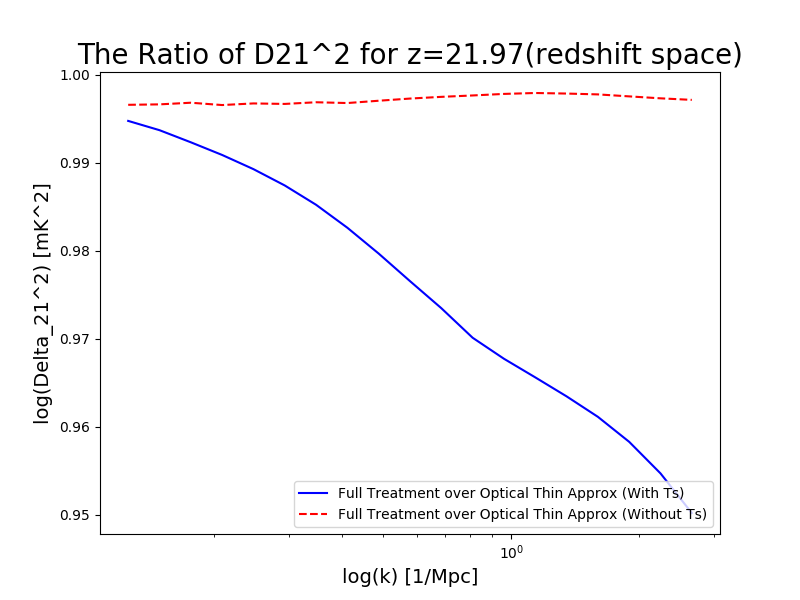 The Ratio of D21^2 for z=21.97(redshift space)
log(Delta_21^2) [mK^2]
1.00
0.99
0.98
0.97
0.96
0.95
Full Treatment over Optical Thin Approx (With Ts)
Full Treatment over Optical Thin Approx (Without Ts)
10^0
log(k) [1/Mpc]